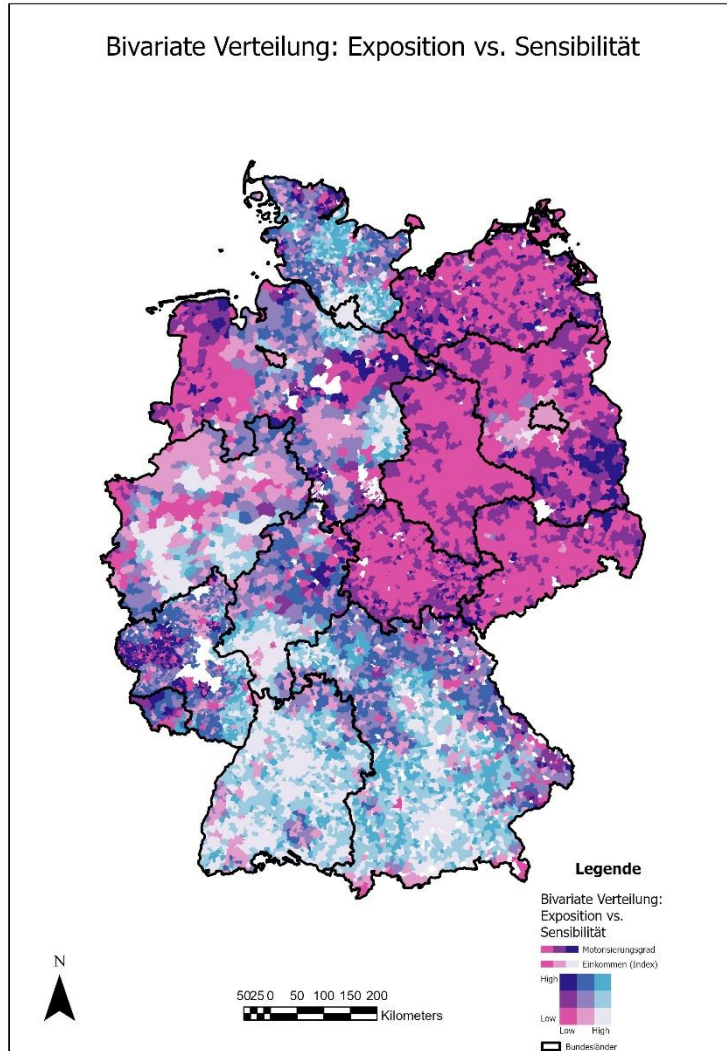 Bivariate Verteilung: Exposition vs. Sensibilität
Legende
Bivariate Verteilung:
Exposition vs.
Sensibilität
Motorisierungsgrad
Einkommen (Index)
High
Low
Low High
Bundesländer
N
5025 0 50 100 150 200
Kilometers